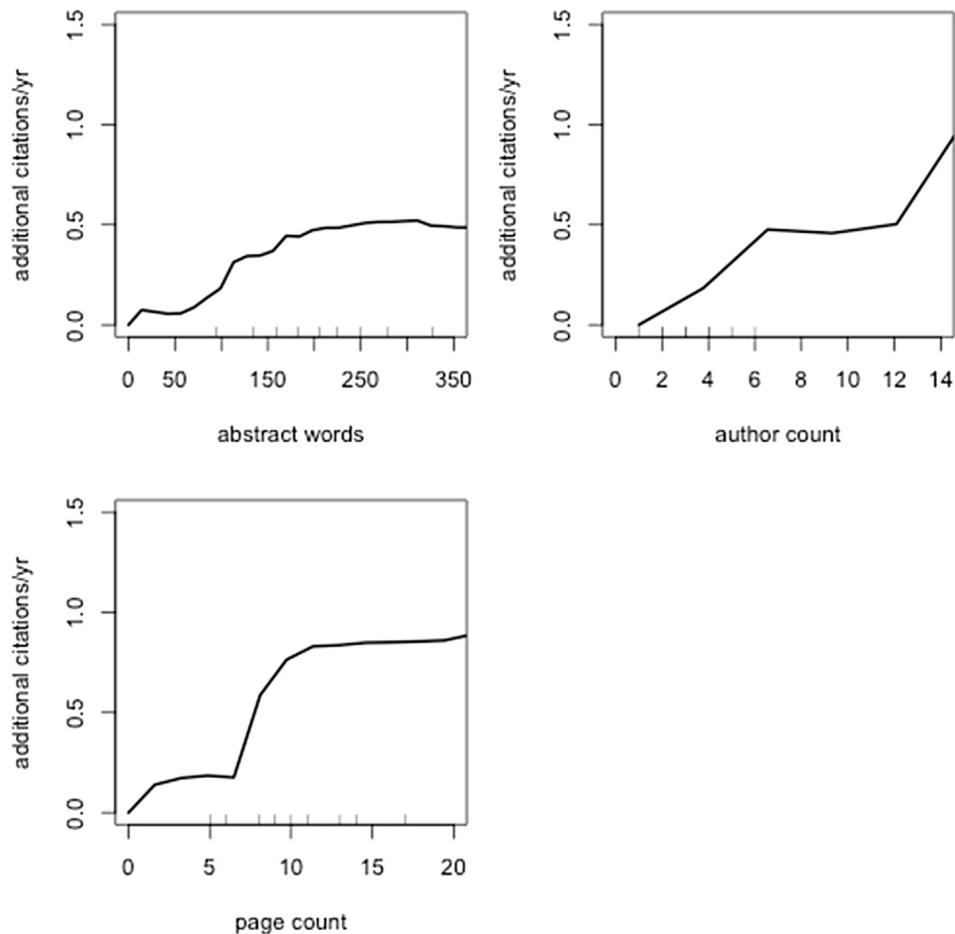 additional citations/yr
1.5
1.0
0.5
0.0
0 50 150 250 350
abstract words
additional citations/yr
1.5
1.0
0.5
0.0
0 2 4 6 8 10 12 14
author count
additional citations/yr
1.5
1.0
0.5
0.0
0 5 10 15 20
page count